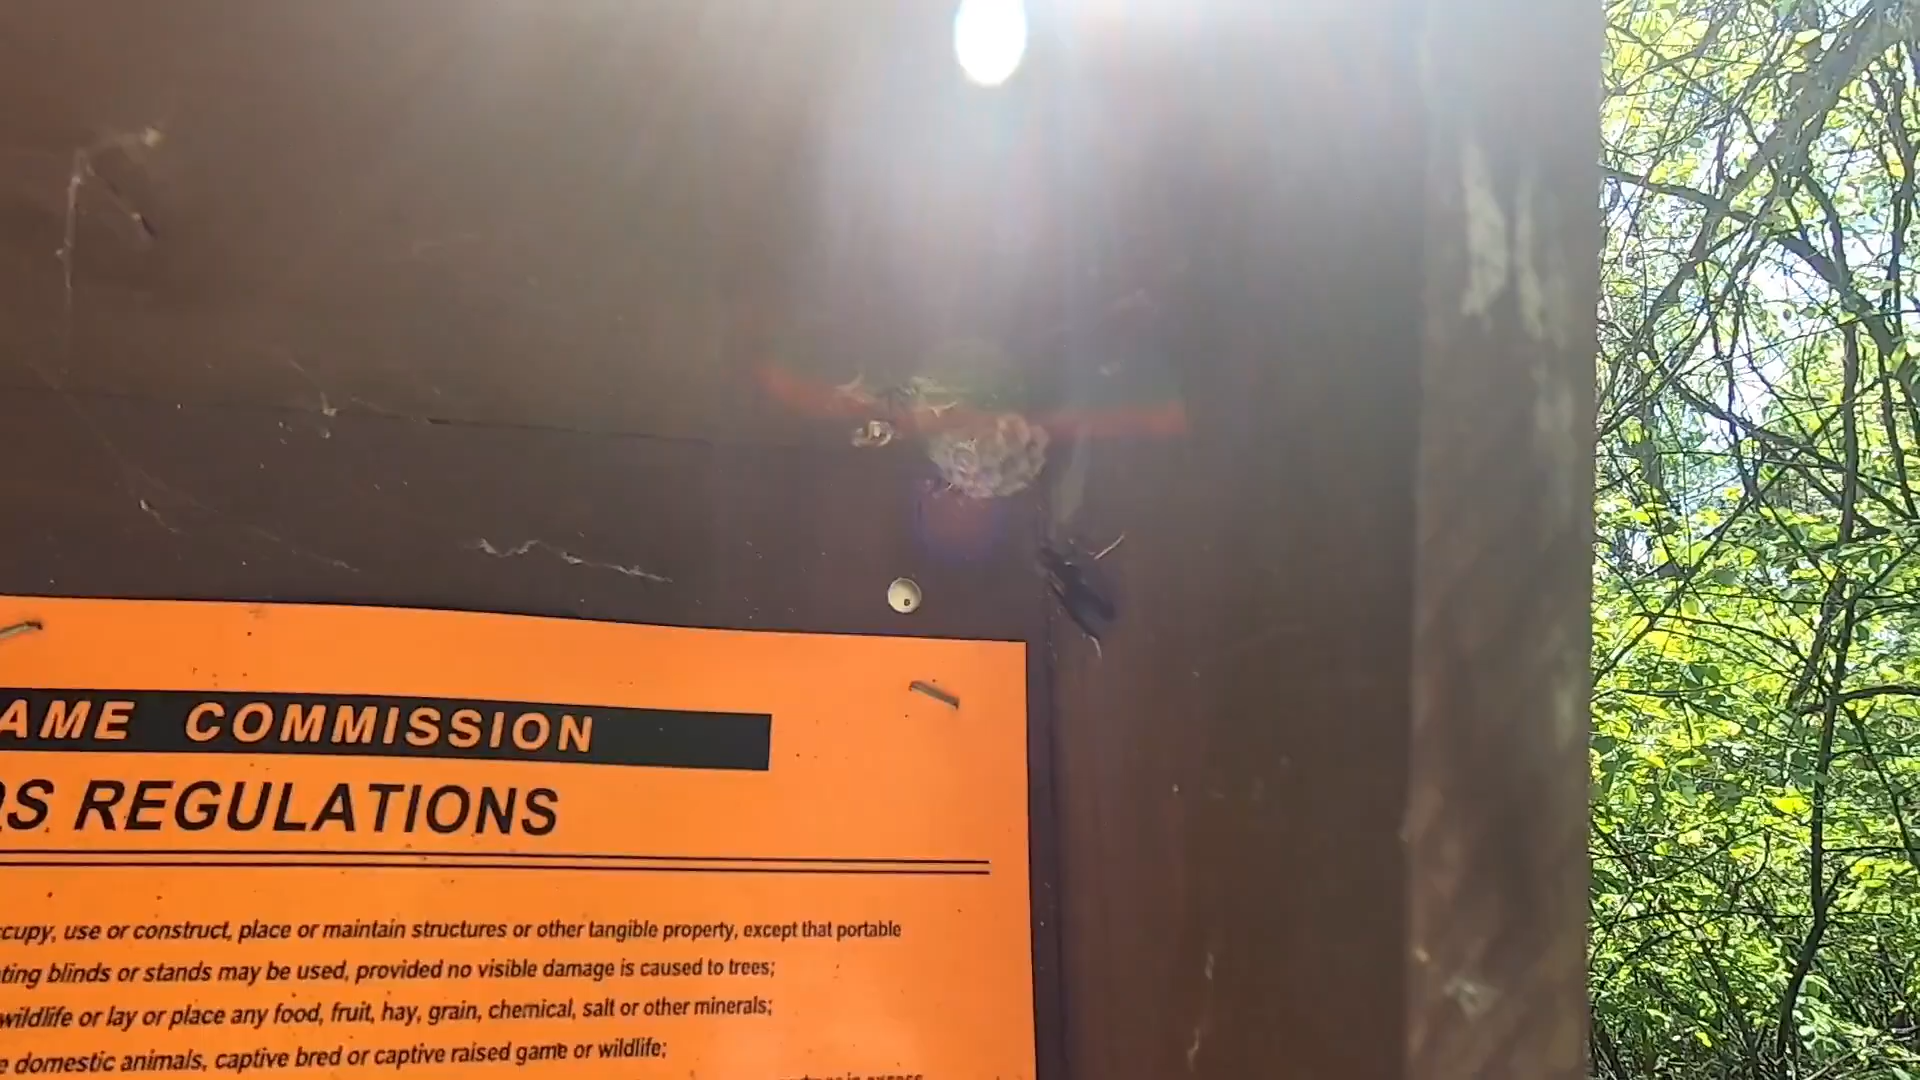 AME COMMISSION
S REGULATIONS
ccupy, use or construct, place or maintain structures or other tangible property, except that portable
ting blinds or stands may be used, provided no visible damage is caused to trees;
wildlife or lay or place any food, fruit, hay, grain, chemical, salt or other minerals;
e domestic animals, captive bred or captive raised game or wildlife;